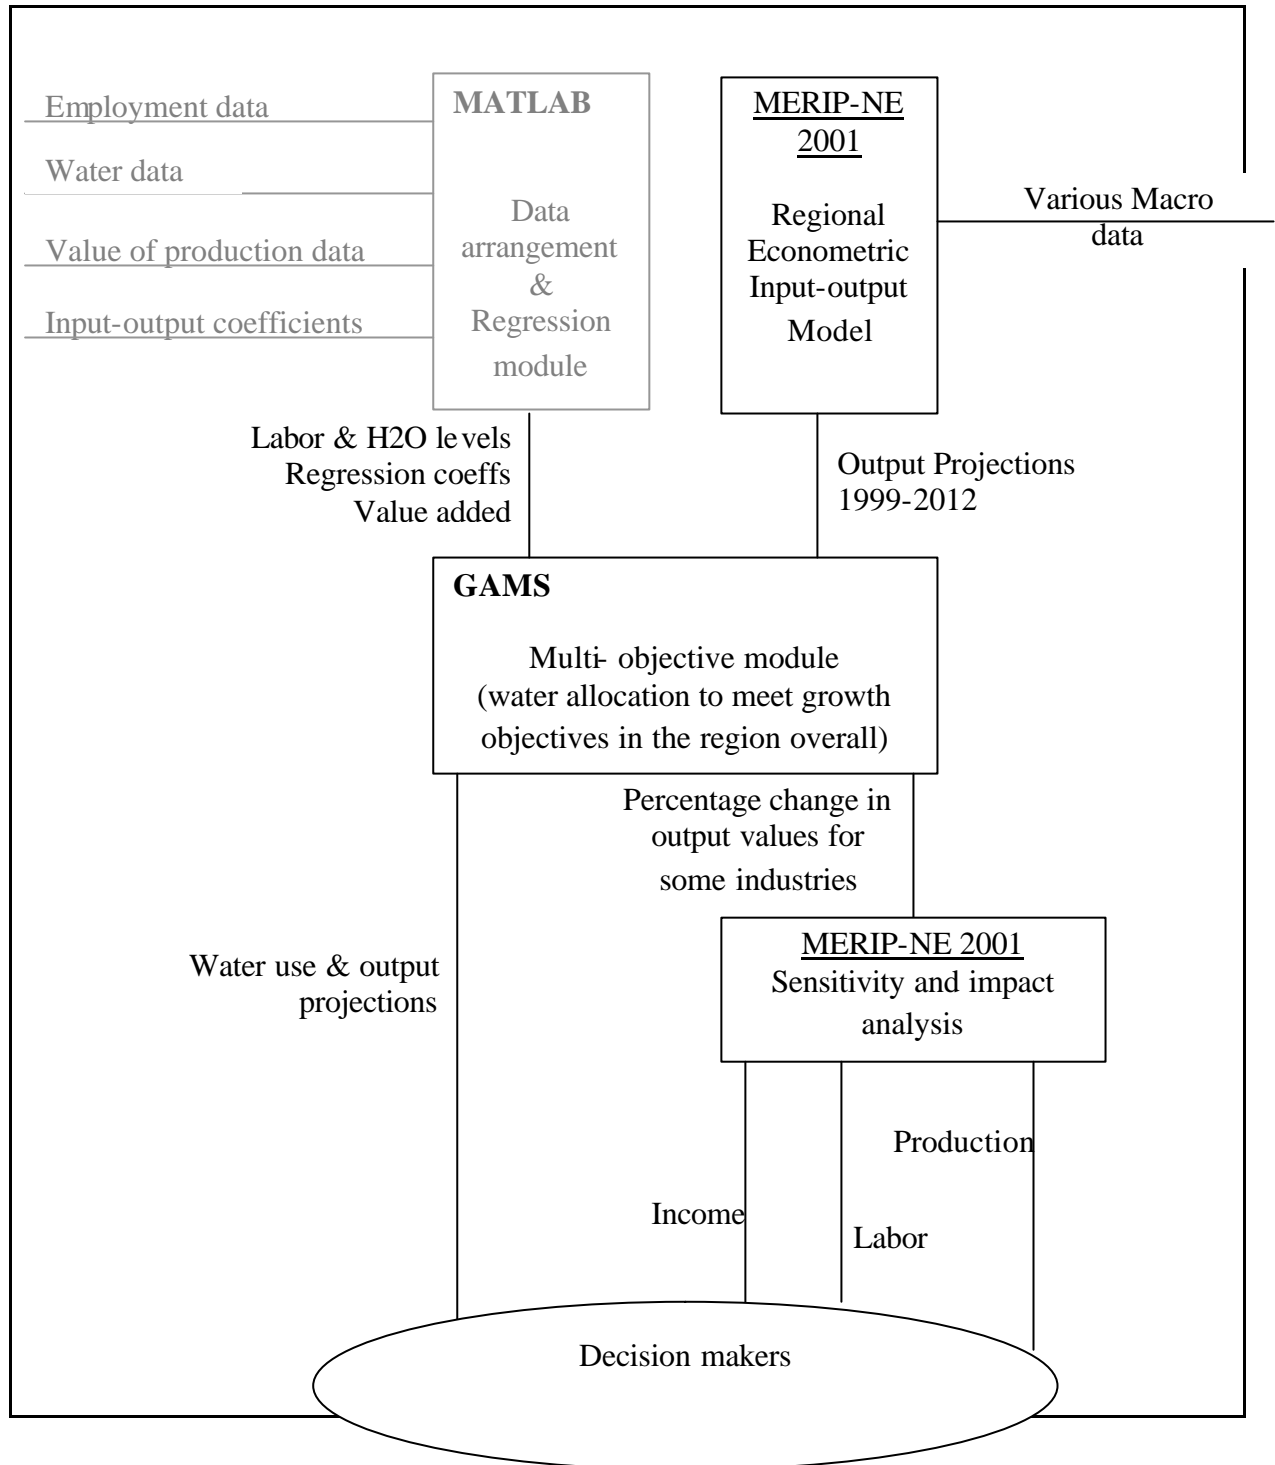 Employment data
Water data
Value of production data
Input-output coefficients
MATLAB
Data
arrangement
&
Regression
module
MERIP-NE
2001
Regional
Econometric
Input-output
Model
Various Macro
data
Labor & H2O levels
Regression coeffs
Value added
Output Projections
1999-2012
GAMS
Multi- objective module
(water allocation to meet growth
objectives in the region overall)
Percentage change in
output values for
some industries
Water use & output
projections
MERIP-NE 2001
Sensitivity and impact
analysis
Production
Income
Labor
Decision makers